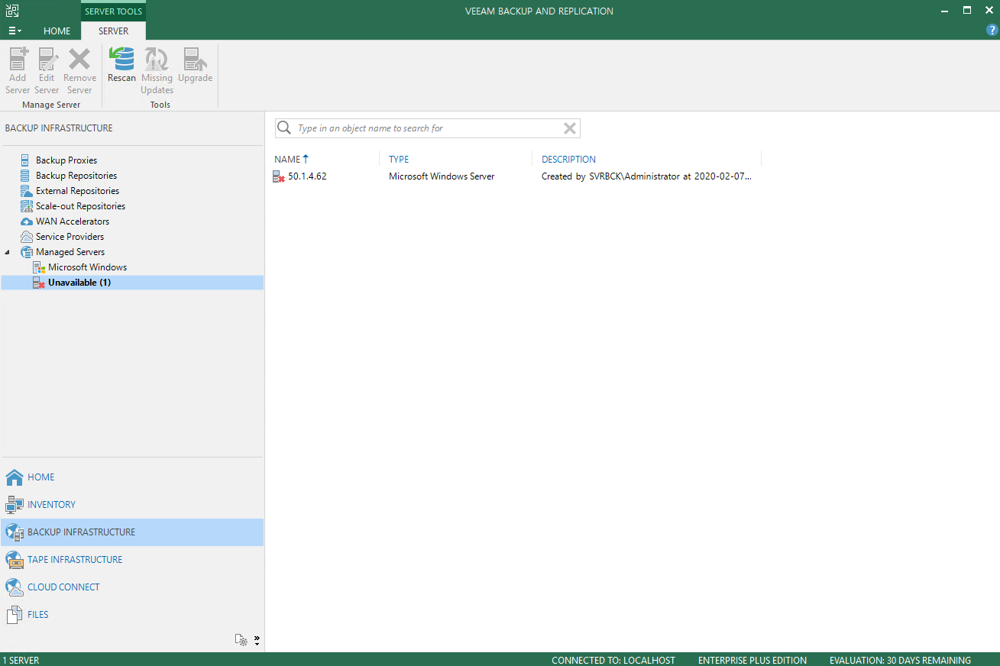 SERVER TOOLS
VEEAM BACKUP AND REPLICATION
HOME
SERVER
?
Add Server
Edit Server
Remove Server
Manage Server
Rescan
Missing Updates
Upgrade
Tools
BACKUP INFRASTRUCTURE
Backup Proxies
Backup Repositories
External Repositories
Scale-out Repositories
WAN Accelerators
Service Providers
Managed Servers
Microsoft Windows
Unavailable (1)
HOME
INVENTORY
BACKUP INFRASTRUCTURE
TAPE INFRASTRUCTURE
CLOUD CONNECT
FILES
Type in an object name to search for
NAME TYPE DESCRIPTION
50.1.4.62 Microsoft Windows Server Created by SVRBCK\Administrator at 2020-02-07...
1 SERVER
CONNECTED TO: LOCALHOST
ENTERPRISE PLUS EDITION
EVALUATION: 30 DAYS REMAINING